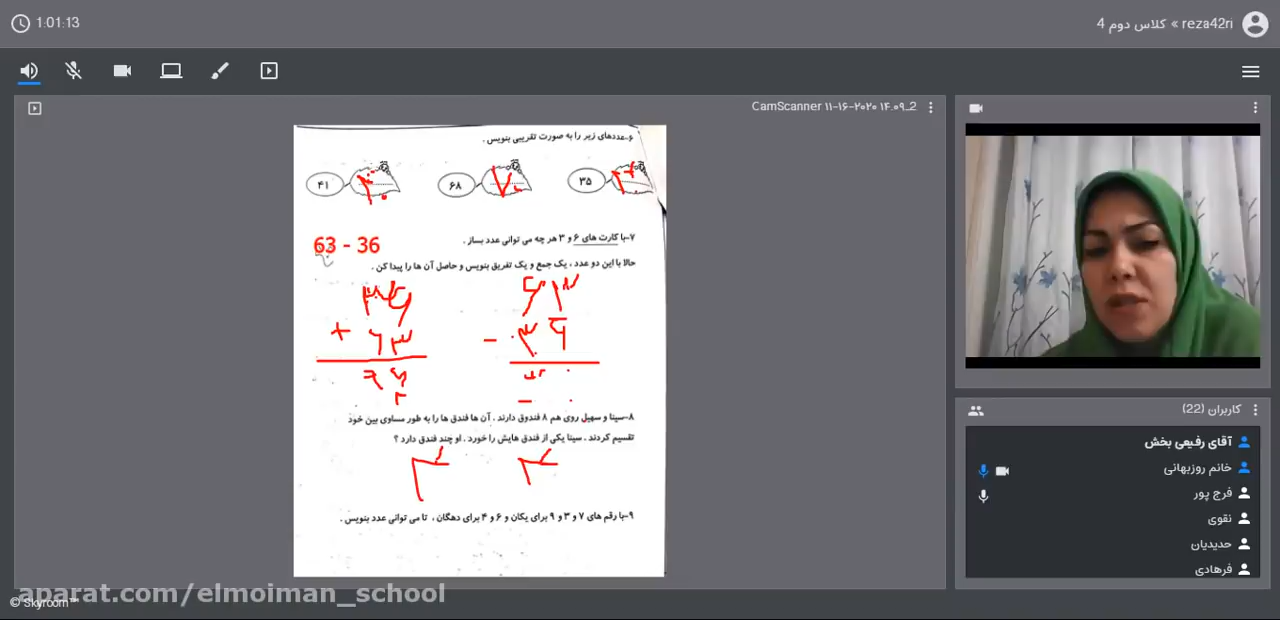 1:01:13
reza42ri » کلاس دوم 4
CamScanner ۱۱-۱۶-۲۰۲۰ ۱۴.۰۹_2
۶-عددهای زیر را به صورت تقریبی بنویس .
۳۵
۶۸
۴۱
۷-با کارت های ۶ و ۳ هر چه می توانی عدد بساز .
63 - 36
حالا با این دو عدد ، یک جمع و یک تفریق بنویس و حاصل آن ها را پیدا کن .
۸-سینا و سهیل روی هم ۸ فندوق دارند . آن ها فندق ها را به طور مساوی بین خود
تقسیم کردند . سینا یکی از فندق هایش را خورد . او چند فندق دارد ؟
۹-با رقم های ۷ و ۳ و ۹ برای یکان و ۶ و ۴ برای دهگان ، تا می توانی عدد بنویس .
کاربران (22)
آقای رفیعی بخش
خانم روزبهانی
فرج پور
نقوی
حدیدیان
فرهادی
aparat.com/elmoiman_school
© Skyroom™